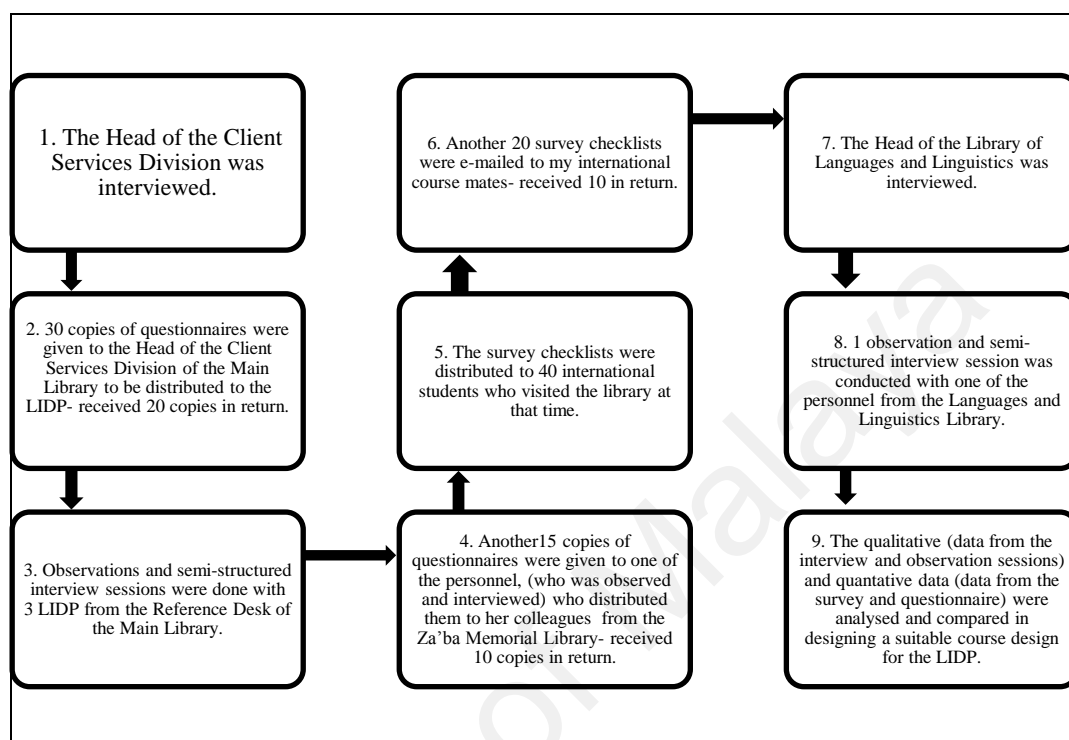 1. The Head of the Client
Services Division was
interviewed.
2. 30 copies of questionnaires were
given to the Head of the Client
Services Division of the Main
Library to be distributed to the
LIDP- received 20 copies in return.
3. Observations and semi-structured
interview sessions were done with
3 LIDP from the Reference Desk of
the Main Library.
4. Another15 copies of
questionnaires were given to one of
the personnel, (who was observed
and interviewed) who distributed
them to her colleagues from the
Za’ba Memorial Library- received
10 copies in return.
5. The survey checklists were
distributed to 40 international
students who visited the library at
that time.
6. Another 20 survey checklists
were e-mailed to my international
course mates- received 10 in return.
7. The Head of the Library of
Languages and Linguistics was
interviewed.
8. 1 observation and semi-
structured interview session was
conducted with one of the
personnel from the Languages and
Linguistics Library.
9. The qualitative (data from the
interview and observation sessions)
and quantative data (data from the
survey and questionnaire) were
analysed and compared in
designing a suitable course design
for the LIDP.
of Malaya